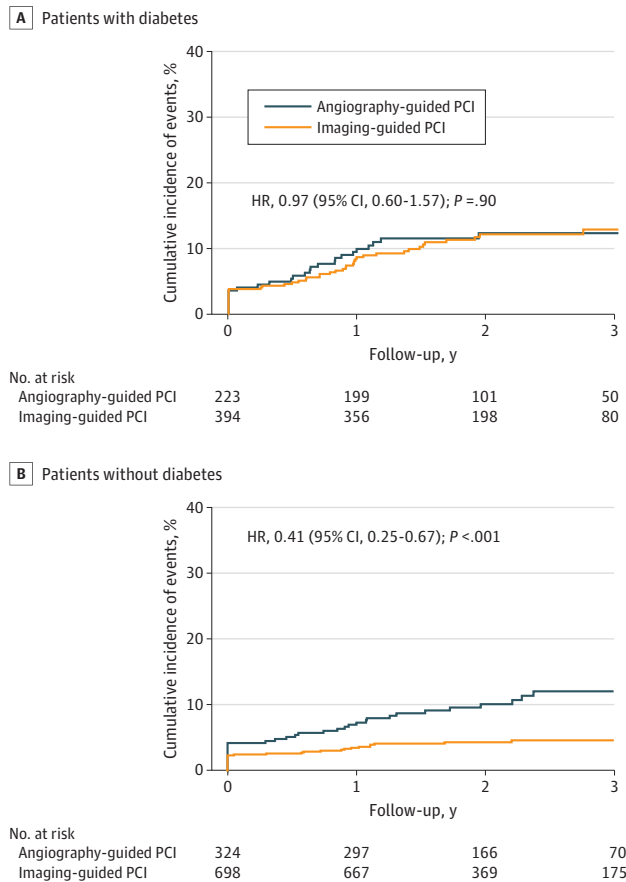 A Patients with diabetes
40
30
20
10
0
Cumulative incidence of events, %
Angiography-guided PCI
Imaging-guided PCI
HR, 0.97 (95% CI, 0.60-1.57); P =.90
0 1 2 3
Follow-up, y
No. at risk
Angiography-guided PCI 223 199 101 50
Imaging-guided PCI 394 356 198 80
B Patients without diabetes
40
30
20
10
0
Cumulative incidence of events, %
HR, 0.41 (95% CI, 0.25-0.67); P <.001
0 1 2 3
Follow-up, y
No. at risk
Angiography-guided PCI 324 297 166 70
Imaging-guided PCI 698 667 369 175